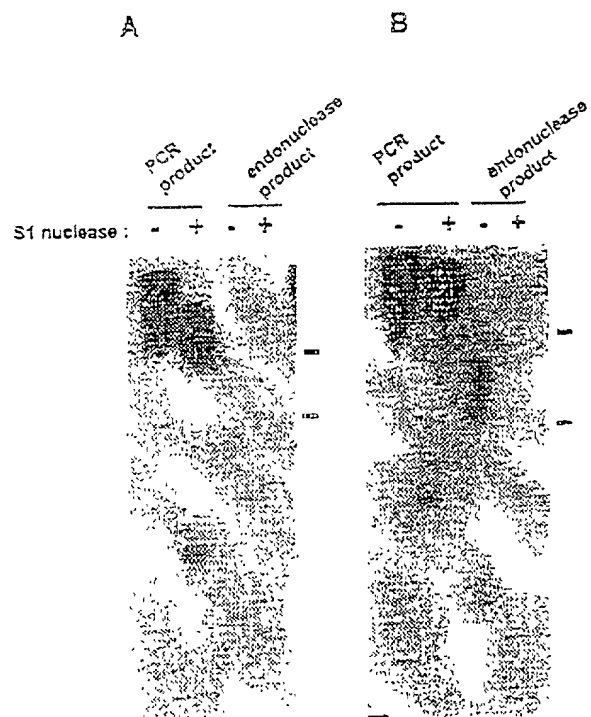 A B
PCR product endonuclease product PCR product endonuclease product
S1 nuclease : - + - + - + - +